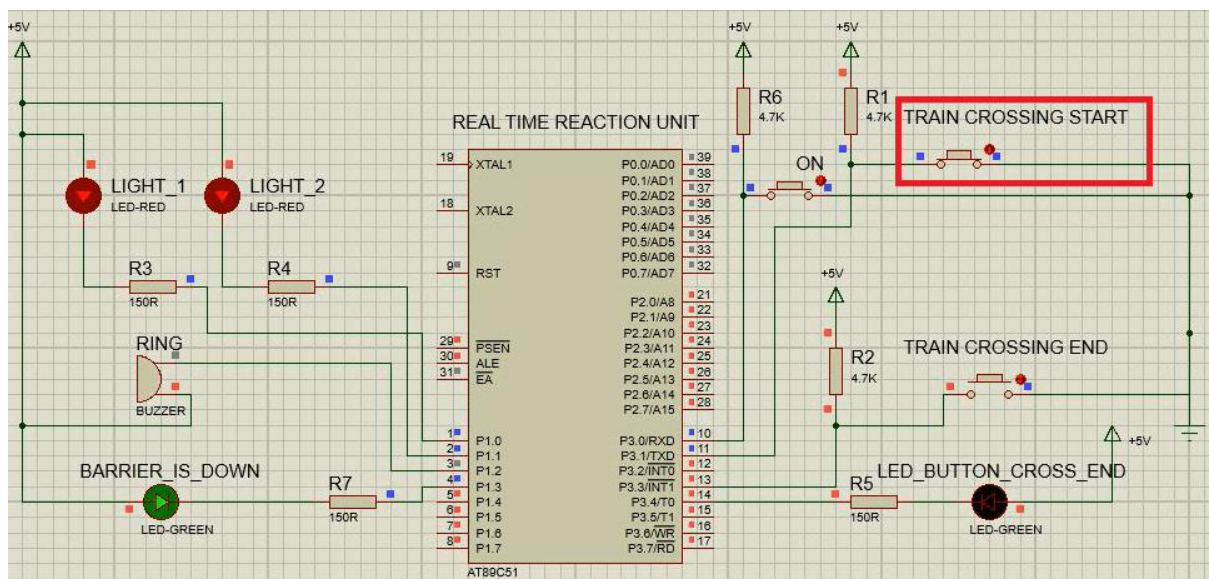 +5V
+5V
+5V
R6
4.7K
R1
4.7K
TRAIN CROSSING START
REAL TIME REACTION UNIT
ON
LIGHT_1
LED-RED
LIGHT_2
LED-RED
R3
150R
R4
150R
RING
BUZZER
BARRIER_IS_DOWN
LED-GREEN
R7
150R
19 XTAL1
18 XTAL2
9 RST
29 PSEN
30 ALE
31 EA
1 P1.0
2 P1.1
3 P1.2
4 P1.3
5 P1.4
6 P1.5
7 P1.6
8 P1.7
P0.0/AD0 39
P0.1/AD1 38
P0.2/AD2 37
P0.3/AD3 36
P0.4/AD4 35
P0.5/AD5 34
P0.6/AD6 33
P0.7/AD7 32
P2.0/A8 21
P2.1/A9 22
P2.2/A10 23
P2.3/A11 24
P2.4/A12 25
P2.5/A13 26
P2.6/A14 27
P2.7/A15 28
P3.0/RXD 10
P3.1/TXD 11
P3.2/INT0 12
P3.3/INT1 13
P3.4/T0 14
P3.5/T1 15
P3.6/WR 16
P3.7/RD 17
AT89C51
+5V
R2
4.7K
TRAIN CROSSING END
+5V
LED_BUTTON_CROSS_END
R5
150R
LED-GREEN